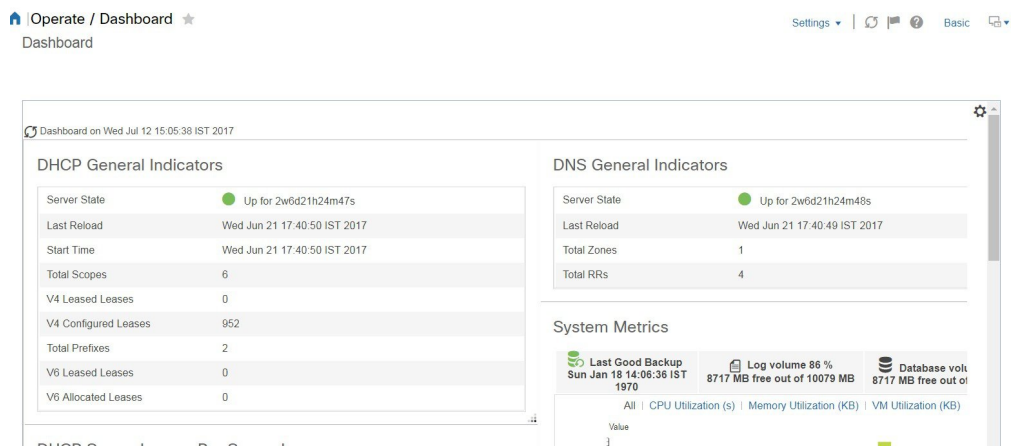 Operate / Dashboard
Settings
Basic
Dashboard
Dashboard on Wed Jul 12 15:05:38 IST 2017
DHCP General Indicators
Server State Up for 2w6d21h24m47s
Last Reload Wed Jun 21 17:40:50 IST 2017
Start Time Wed Jun 21 17:40:50 IST 2017
Total Scopes 6
V4 Leased Leases 0
V4 Configured Leases 952
Total Prefixes 2
V6 Leased Leases 0
V6 Allocated Leases 0
DNS General Indicators
Server State Up for 2w6d21h24m48s
Last Reload Wed Jun 21 17:40:49 IST 2017
Total Zones 1
Total RRs 4
System Metrics
Last Good Backup
Sun Jan 18 14:06:36 IST
1970
Log volume 86 %
8717 MB free out of 10079 MB
Database volu
8717 MB free out of
All | CPU Utilization (s) | Memory Utilization (KB) | VM Utilization (KB)
Value